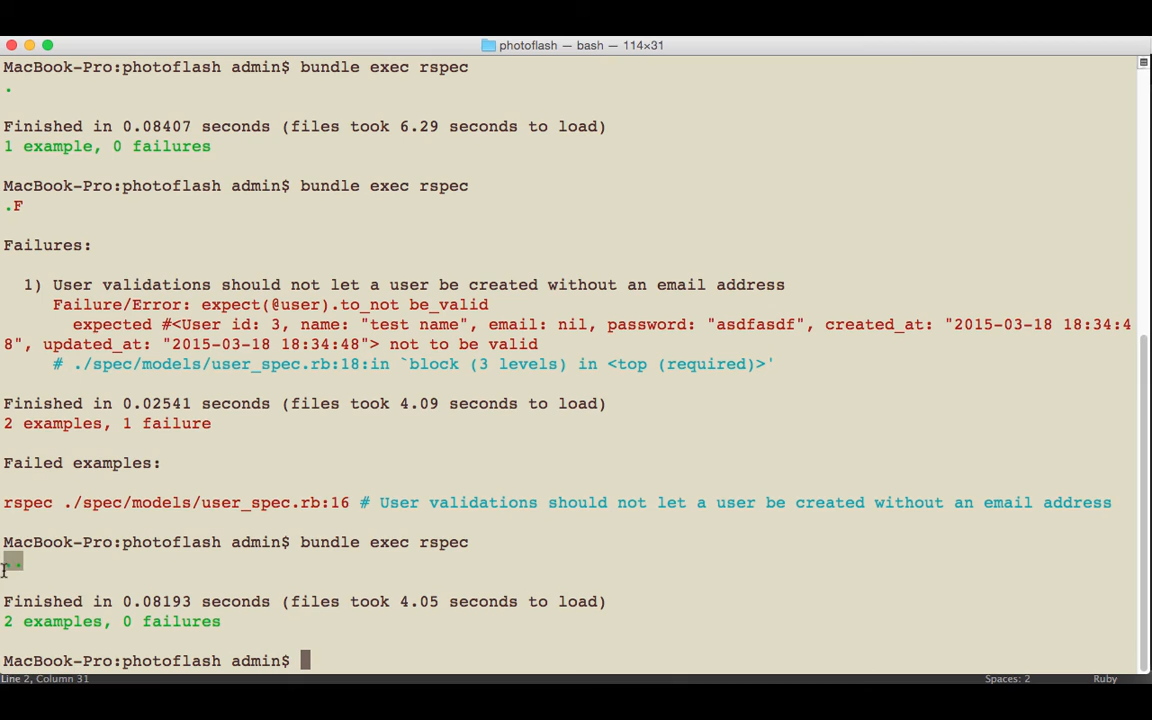 photoflash — bash — 114×31
MacBook-Pro:photoflash admin$ bundle exec rspec
.
Finished in 0.08407 seconds (files took 6.29 seconds to load)
1 example, 0 failures
MacBook-Pro:photoflash admin$ bundle exec rspec
.F
Failures:
1) User validations should not let a user be created without an email address
Failure/Error: expect(@user).to_not be_valid
expected #<User id: 3, name: "test name", email: nil, password: "asdfasdf", created_at: "2015-03-18 18:34:4
8", updated_at: "2015-03-18 18:34:48"> not to be valid
# ./spec/models/user_spec.rb:18:in `block (3 levels) in <top (required)>'
Finished in 0.02541 seconds (files took 4.09 seconds to load)
2 examples, 1 failure
Failed examples:
rspec ./spec/models/user_spec.rb:16 # User validations should not let a user be created without an email address
MacBook-Pro:photoflash admin$ bundle exec rspec
..
Finished in 0.08193 seconds (files took 4.05 seconds to load)
2 examples, 0 failures
MacBook-Pro:photoflash admin$
Line 2, Column 31 Spaces: 2 Ruby